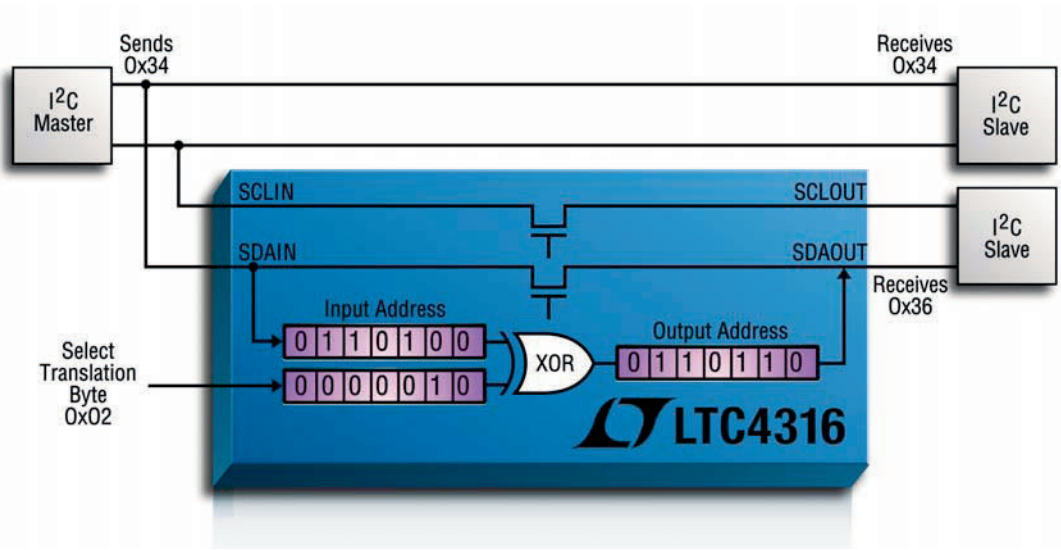 Sends
0x34
Receives
0x34
I²C
Master
I²C
Slave
SCLIN
SCLOUT
I²C
Slave
SDAIN
SDAOUT
Receives
0x36
Input Address
Output Address
0 1 1 0 1 0 0
XOR
0 1 1 0 1 1 0
Select
Translation
Byte
0x02
0 0 0 0 0 1 0
LTC4316